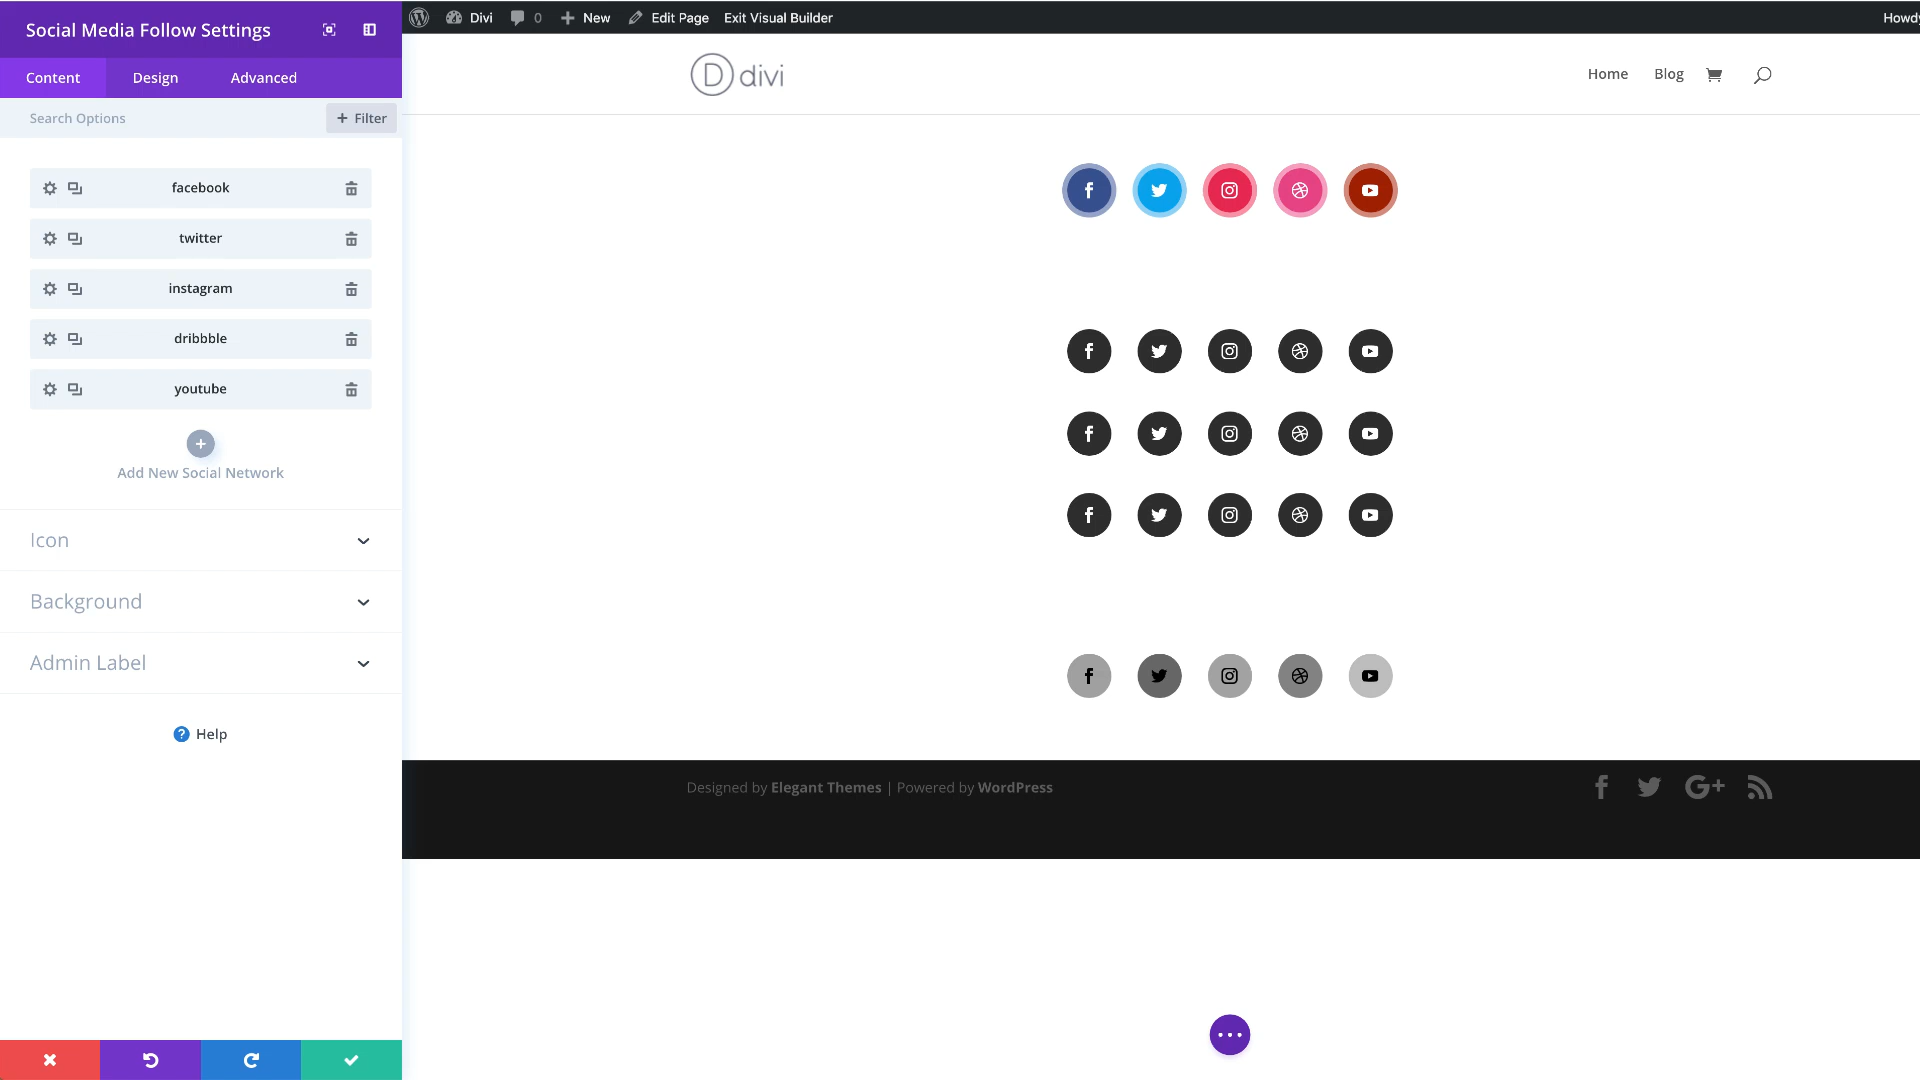 Social Media Follow Settings
Content Design Advanced
Search Options
+ Filter
facebook
twitter
instagram
dribbble
youtube
Add New Social Network
Icon
Background
Admin Label
? Help
Divi 0 New Edit Page Exit Visual Builder Howdy
D divi
Home Blog
Designed by Elegant Themes | Powered by WordPress
G+